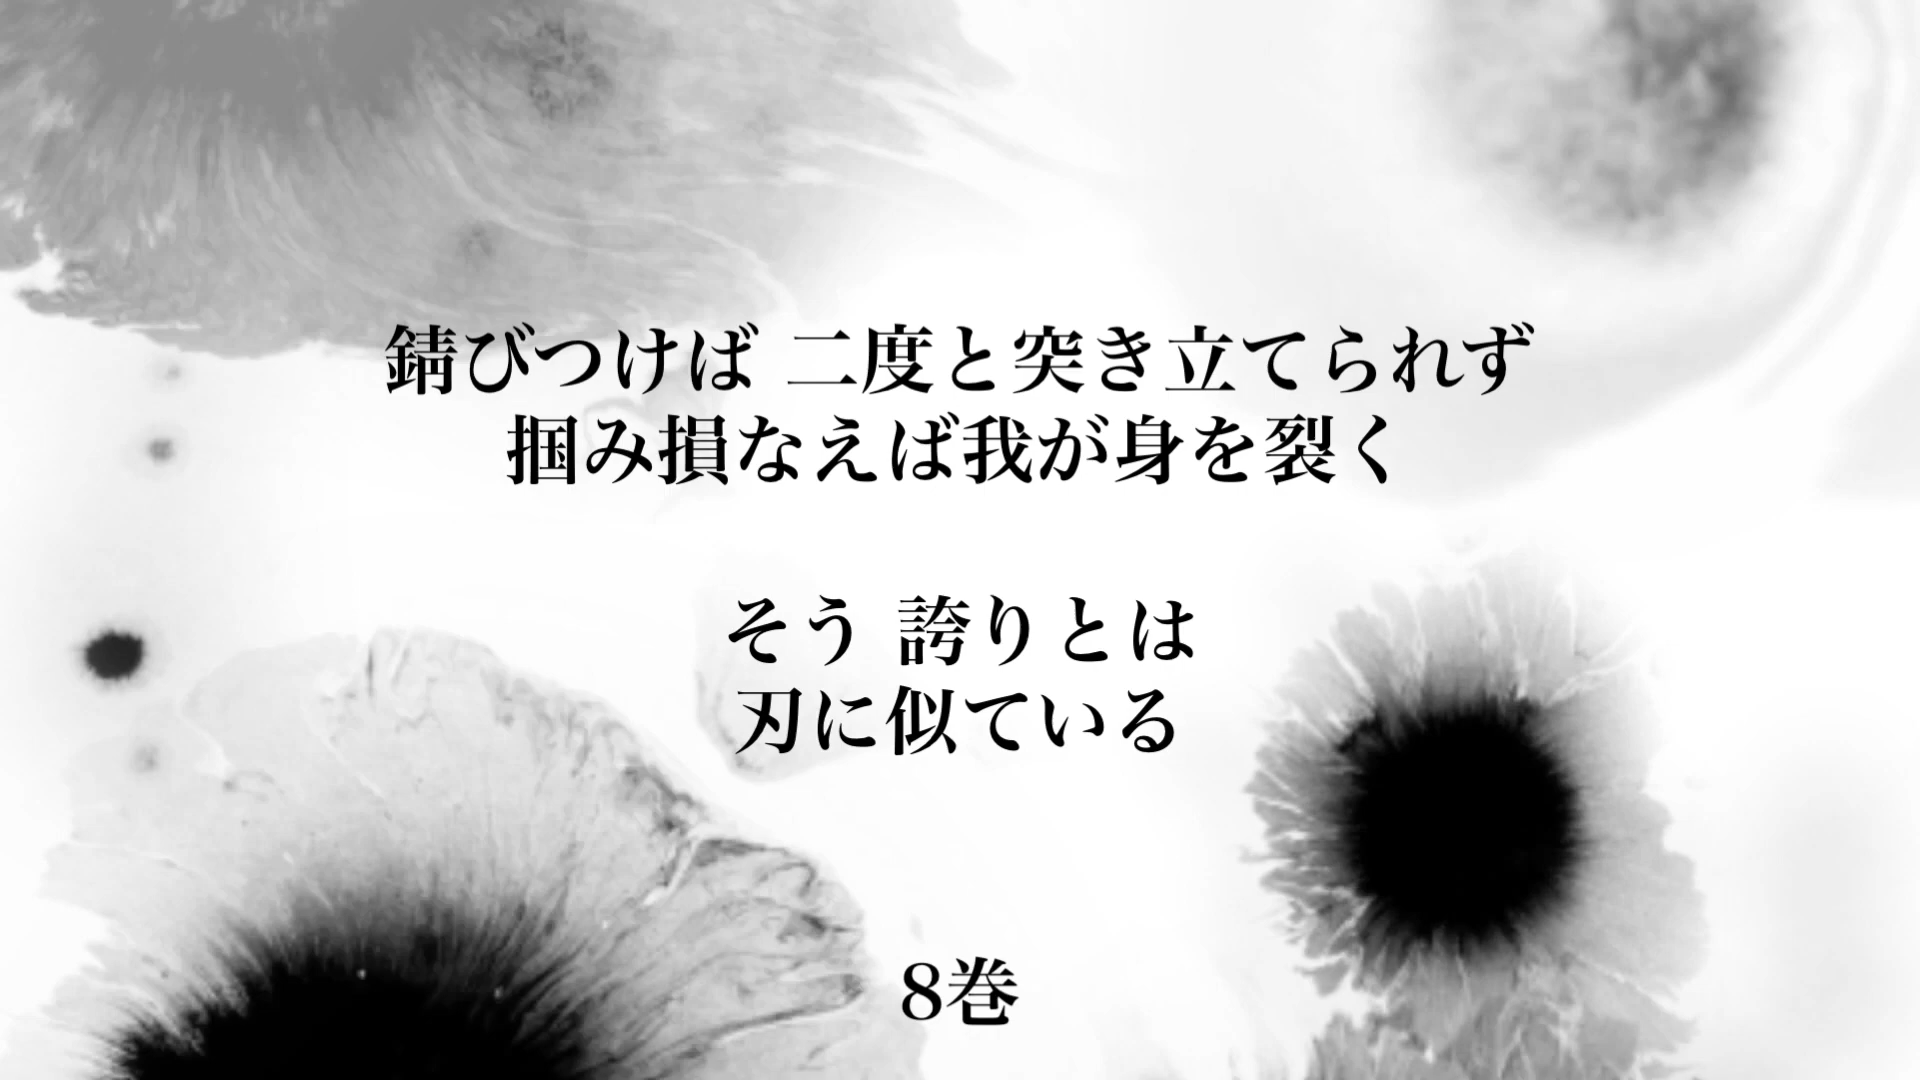 錆びつけば 二度と突き立てられず
掴み損なえば我が身を裂く
そう 誇りとは
刃に似ている
8巻